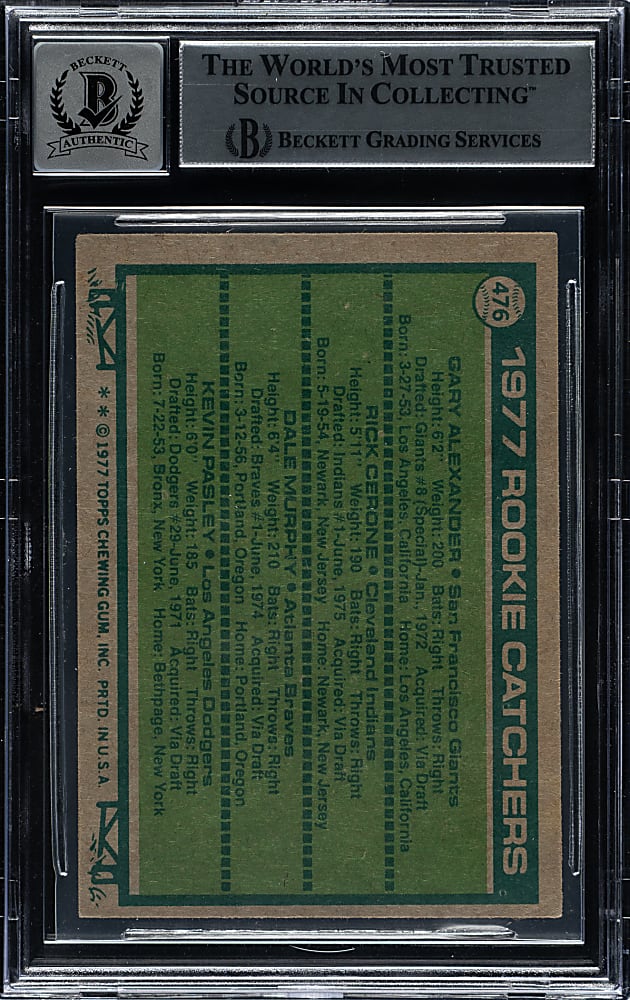 BECKETT
B
AUTHENTIC
THE WORLD'S MOST TRUSTED
SOURCE IN COLLECTING™
B BECKETT GRADING SERVICES
476
1977 ROOKIE CATCHERS
GARY ALEXANDER • San Francisco Giants
Height: 6'2" Weight: 200 Bats: Right Throws: Right
Drafted: Giants #8 (Special)-Jan., 1972 Acquired: Via Draft
Born: 3-27-53, Los Angeles, California Home: Los Angeles, California
RICK CERONE • Cleveland Indians
Height: 5'11" Weight: 190 Bats: Right Throws: Right
Drafted: Indians #1-June, 1975 Acquired: Via Draft
Born: 5-19-54, Newark, New Jersey Home: Newark, New Jersey
DALE MURPHY • Atlanta Braves
Height: 6'4" Weight: 210 Bats: Right Throws: Right
Drafted: Braves #1-June, 1974 Acquired: Via Draft
Born: 3-12-56, Portland, Oregon Home: Portland, Oregon
KEVIN PASLEY • Los Angeles Dodgers
Height: 6'0" Weight: 185 Bats: Right Throws: Right
Drafted: Dodgers #29-June, 1971 Acquired: Via Draft
Born: 7-22-53, Bronx, New York Home: Bethpage, New York
* * © 1977 TOPPS CHEWING GUM, INC. PRTD. IN U.S.A.